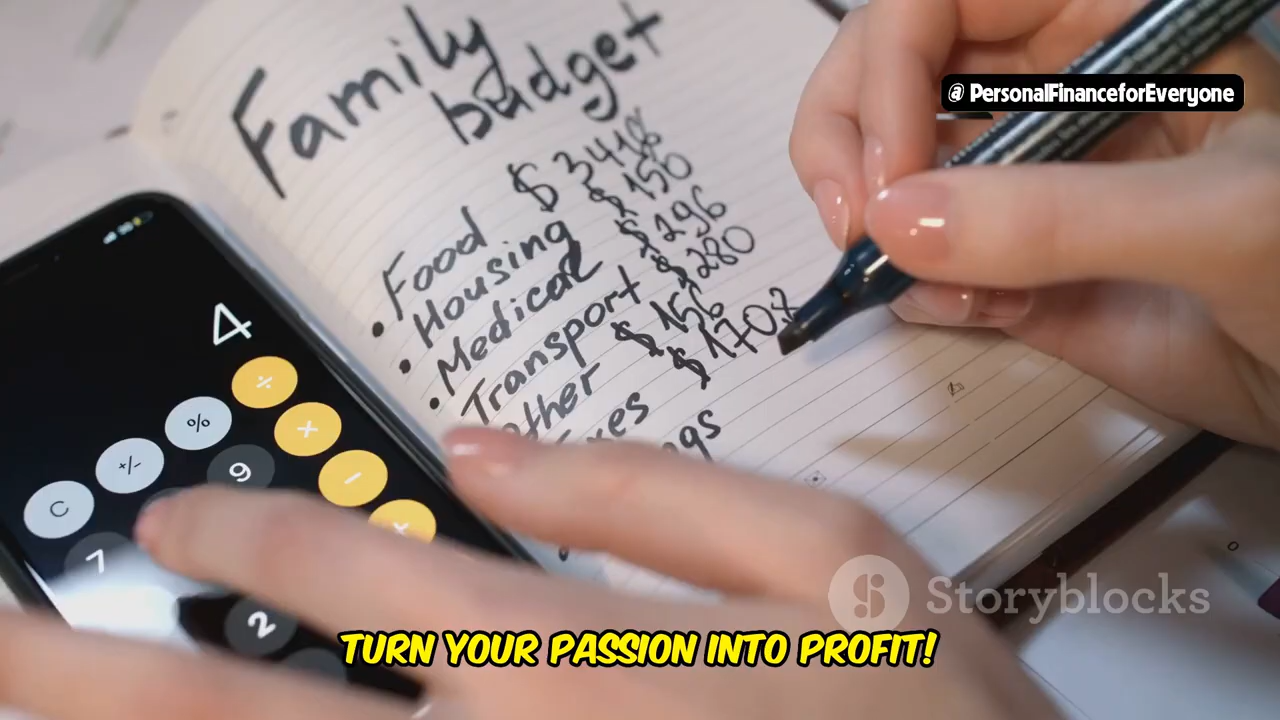 @ PersonalFinanceforEveryone
Family
budget
Food $ 3418
Housing $ 150
Medical $ 296
Transport $ 280
other $ 156
$ 1708
4
÷
%
×
+/-
9
−
C
7
2
Storyblocks
TURN YOUR PASSION INTO PROFIT!